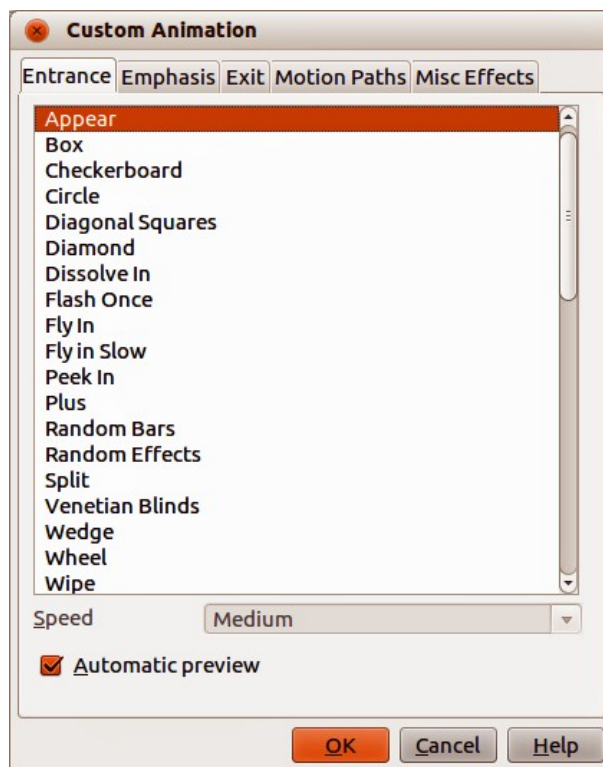 Custom Animation
Entrance Emphasis Exit Motion Paths Misc Effects
Appear
Box
Checkerboard
Circle
Diagonal Squares
Diamond
Dissolve In
Flash Once
Fly In
Fly in Slow
Peek In
Plus
Random Bars
Random Effects
Split
Venetian Blinds
Wedge
Wheel
Wipe
Speed Medium
Automatic preview
OK Cancel Help